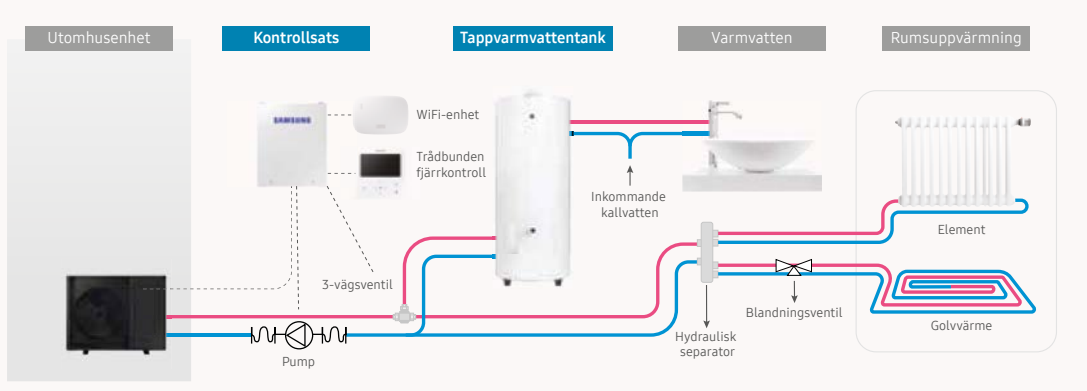 Utomhusenhet
Kontrollsats
Tappvarmvattentank
Varmvatten
Rumsuppvärmning
SAMSUNG
WiFi-enhet
Trådbunden
fjärrkontroll
Inkommande
kallvatten
Element
3-vägsventil
Blandningsventil
Golvvärme
Hydraulisk
separator
Pump